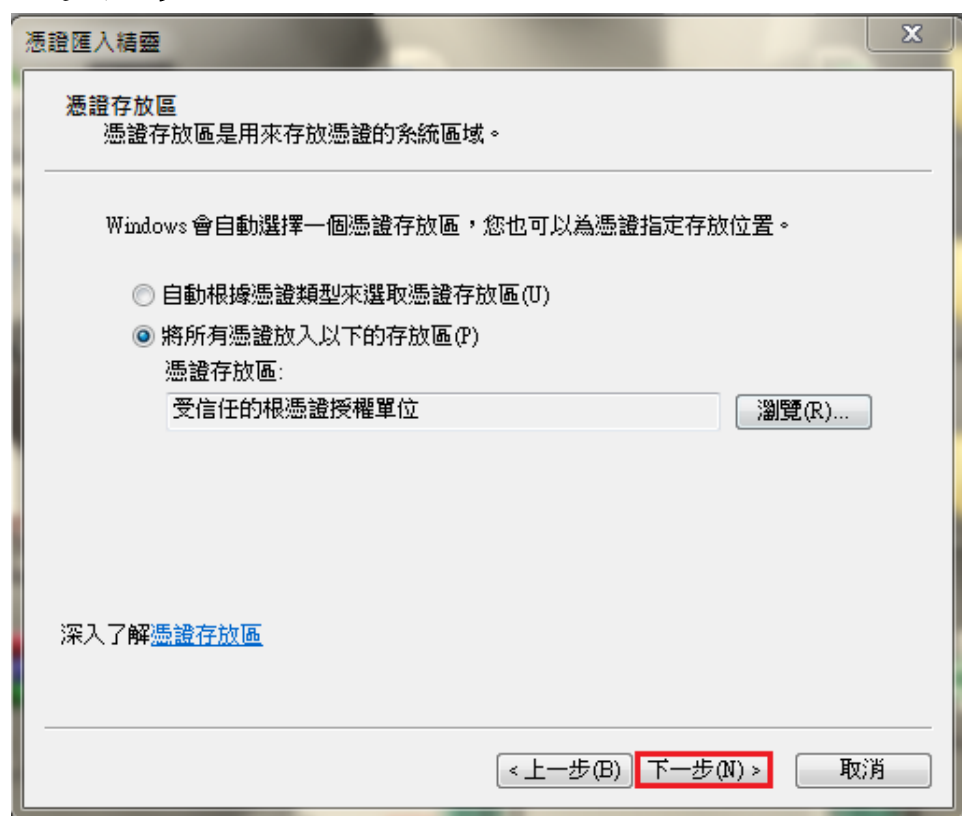 憑證匯入精靈
憑證存放區
憑證存放區是用來存放憑證的系統區域。
Windows 會自動選擇一個憑證存放區，您也可以為憑證指定存放位置。
自動根據憑證類型來選取憑證存放區(U)
將所有憑證放入以下的存放區(P)
憑證存放區:
受信任的根憑證授權單位
瀏覽(R)...
深入了解憑證存放區
<上一步(B) 下一步(N)> 取消